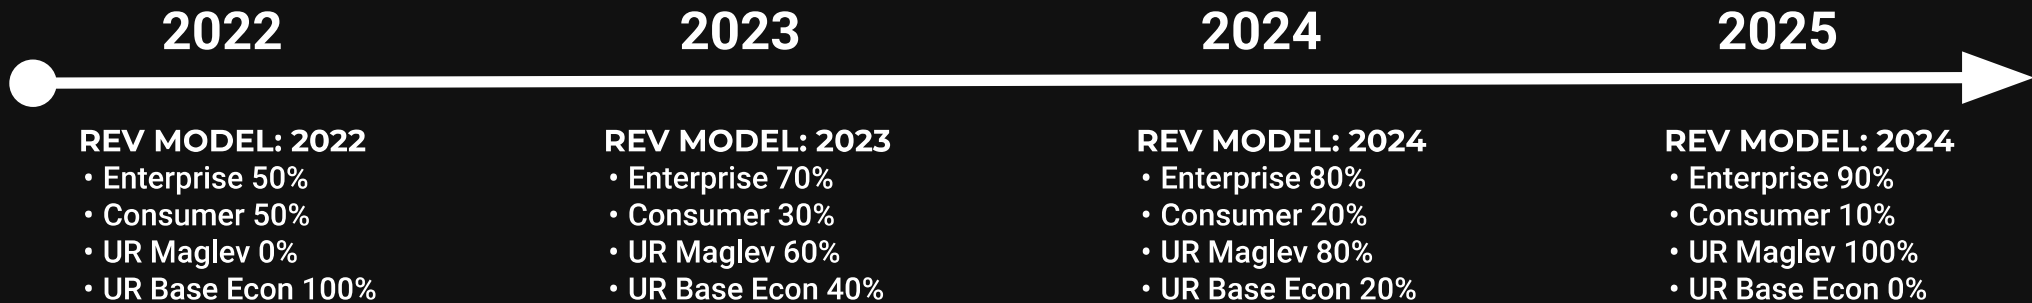 2022
2023
2024
2025
REV MODEL: 2022
• Enterprise 50%
• Consumer 50%
• UR Maglev 0%
• UR Base Econ 100%
REV MODEL: 2023
• Enterprise 70%
• Consumer 30%
• UR Maglev 60%
• UR Base Econ 40%
REV MODEL: 2024
• Enterprise 80%
• Consumer 20%
• UR Maglev 80%
• UR Base Econ 20%
REV MODEL: 2024
• Enterprise 90%
• Consumer 10%
• UR Maglev 100%
• UR Base Econ 0%